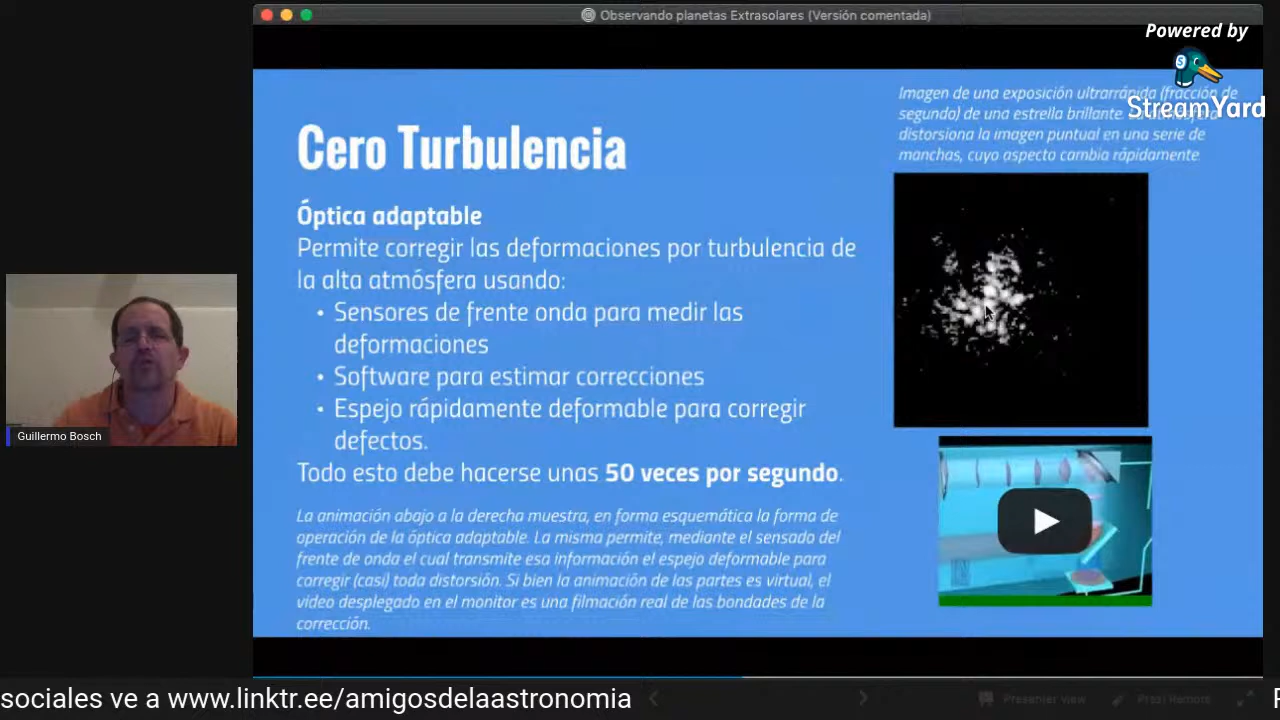 Observando planetas Extrasolares (Versión comentada)
Powered by
StreamYard
Imagen de una exposición ultrarrápida (fracción de
segundo) de una estrella brillante. La atmósfera
distorsiona la imagen puntual en una serie de
manchas, cuyo aspecto cambia rápidamente
Cero Turbulencia
Óptica adaptable
Permite corregir las deformaciones por turbulencia de
la alta atmósfera usando:
• Sensores de frente onda para medir las
deformaciones
• Software para estimar correcciones
• Espejo rápidamente deformable para corregir
defectos.
Todo esto debe hacerse unas 50 veces por segundo.
La animación abajo a la derecha muestra, en forma esquemática la forma de
operación de la óptica adaptable. La misma permite, mediante el sensado del
frente de onda el cual transmite esa información el espejo deformable para
corregir (casi) toda distorsión. Si bien la animación de las partes es virtual, el
video desplegado en el monitor es una filmación real de las bondades de la
corrección.
Guillermo Bosch
sociales ve a www.linktr.ee/amigosdelaastronomia
Presenter view
Prezi Remote